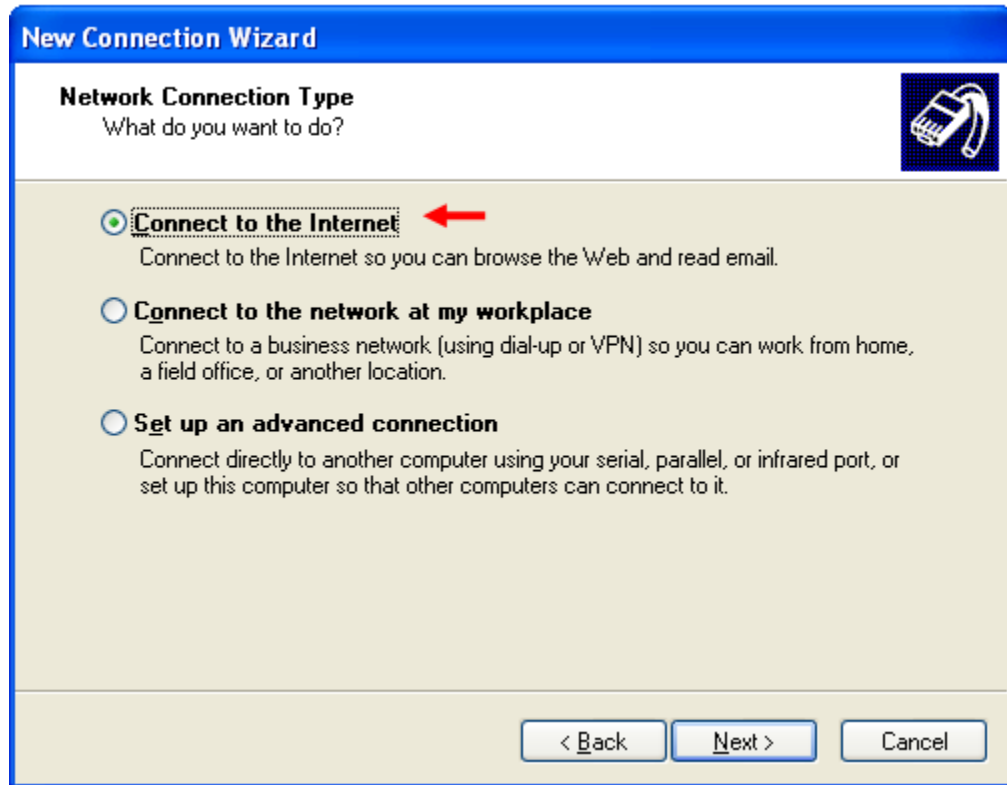 New Connection Wizard
Network Connection Type
What do you want to do?
Connect to the Internet
Connect to the Internet so you can browse the Web and read email.
Connect to the network at my workplace
Connect to a business network (using dial-up or VPN) so you can work from home,
a field office, or another location.
Set up an advanced connection
Connect directly to another computer using your serial, parallel, or infrared port, or
set up this computer so that other computers can connect to it.
< Back
Next >
Cancel